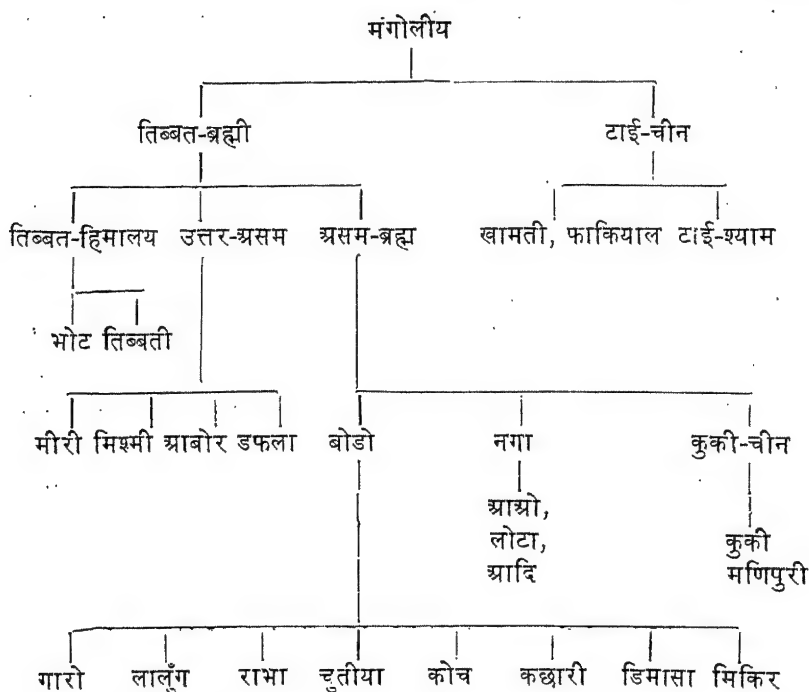 मंगोलीय
तिब्बत-ब्रह्मी टाई-चीन
तिब्बत-हिमालय उत्तर-असम असम-ब्रह्म खामती, फाकियाल टाई-श्याम
भोट तिब्बती
मीरी मिश्मी आबोर डफला बोडो नगा कुकी-चीन
आओ,
लोटा,
आदि
कुकी
मणिपुरी
गारो लालुँग राभा चुतीया कोच कछारी डिमासा मिकिर